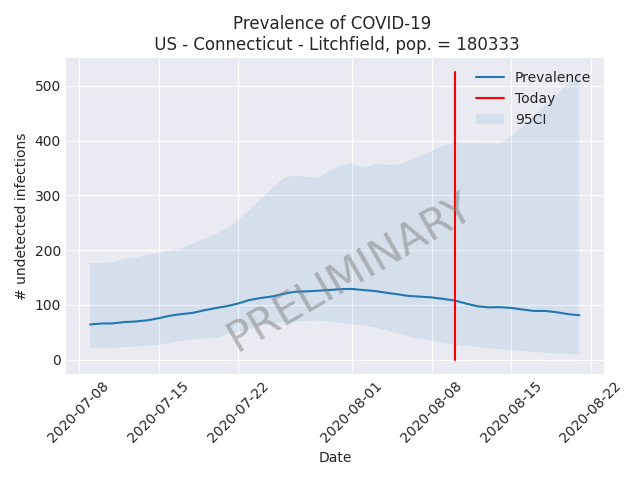 Prevalence of COVID-19
US - Connecticut - Litchfield, pop. = 180333
# undetected infections
500
400
300
200
100
0
Prevalence
Today
95CI
PRELIMINARY
2020-07-08
2020-07-15
2020-07-22
2020-08-01
2020-08-08
2020-08-15
2020-08-22
Date